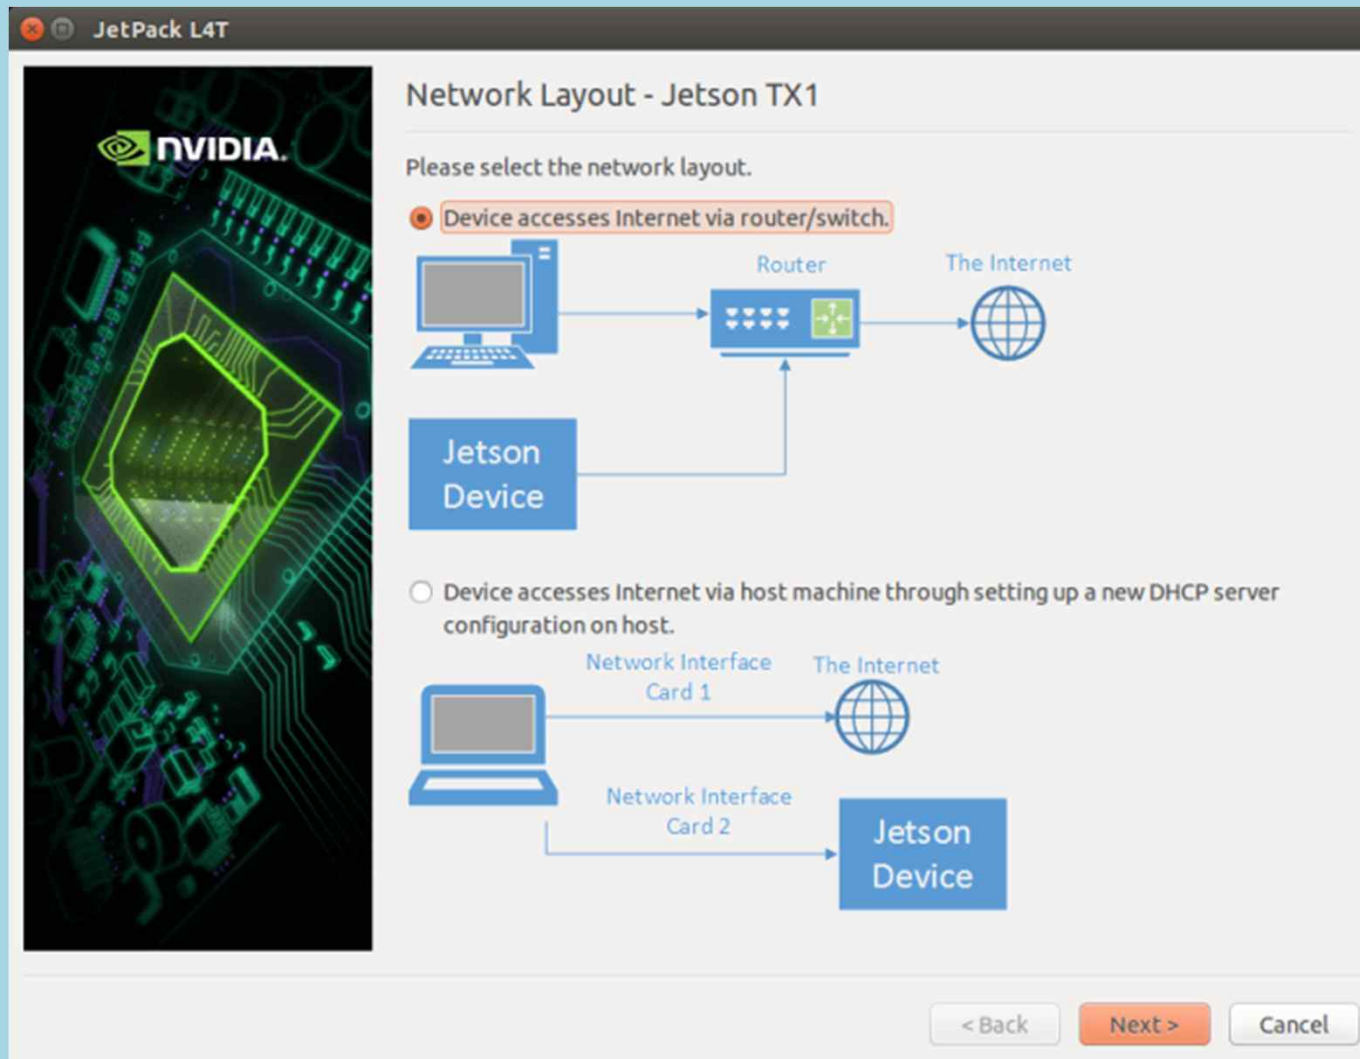 JetPack L4T
NVIDIA.
Network Layout - Jetson TX1
Please select the network layout.
Device accesses Internet via router/switch.
Router
The Internet
Jetson
Device
Device accesses Internet via host machine through setting up a new DHCP server
configuration on host.
Network Interface
Card 1
The Internet
Network Interface
Card 2
Jetson
Device
< Back
Next >
Cancel